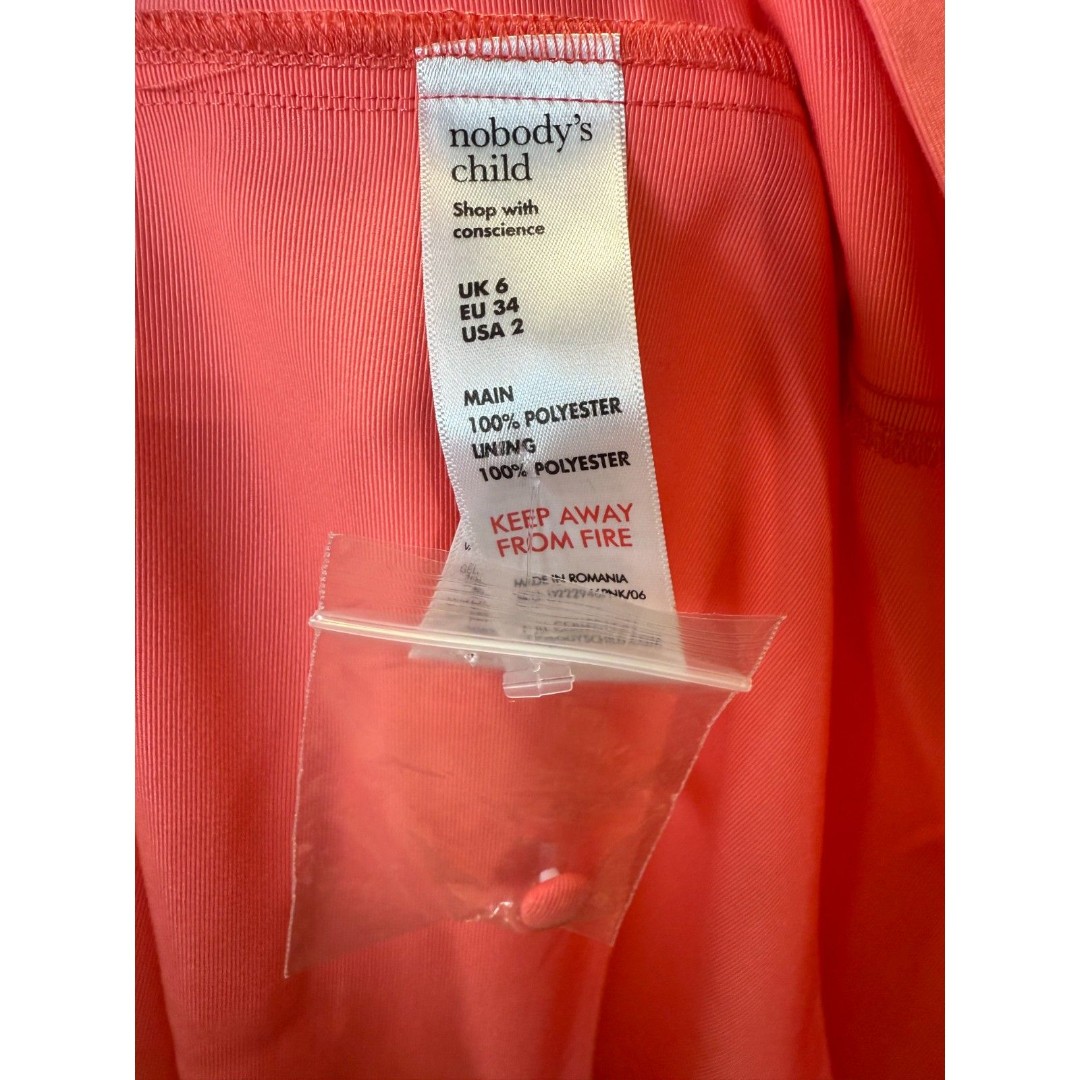 nobody's
child
Shop with
conscience
UK 6
EU 34
USA 2
MAIN
100% POLYESTER
LINING
100% POLYESTER
KEEP AWAY
FROM FIRE
MADE IN ROMANIA